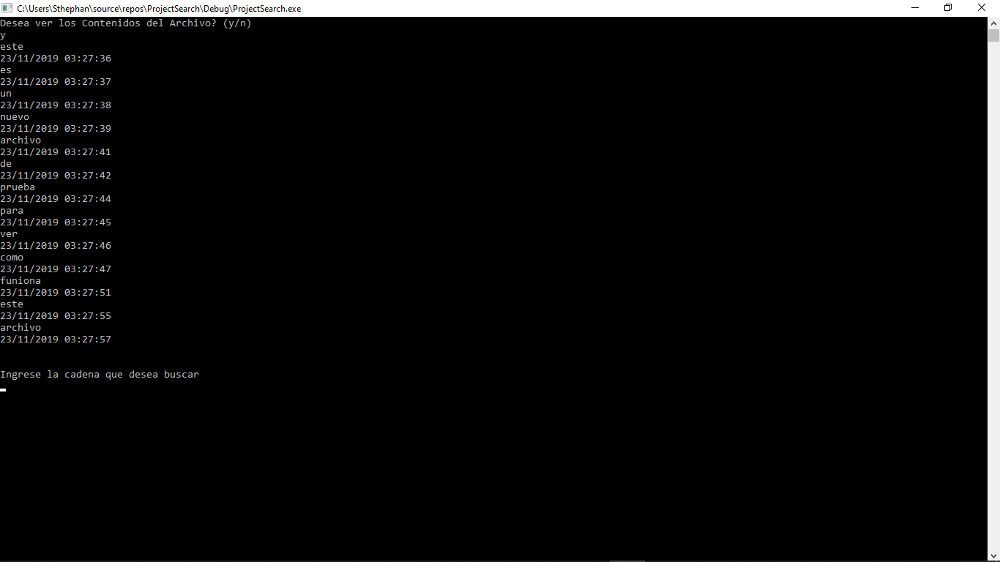 C:\Users\Sthephan\source\repos\ProjectSearch\Debug\ProjectSearch.exe
Desea ver los Contenidos del Archivo? (y/n)
y
este
23/11/2019 03:27:36
es
23/11/2019 03:27:37
un
23/11/2019 03:27:38
nuevo
23/11/2019 03:27:39
archivo
23/11/2019 03:27:41
de
23/11/2019 03:27:42
prueba
23/11/2019 03:27:44
para
23/11/2019 03:27:45
ver
23/11/2019 03:27:46
como
23/11/2019 03:27:47
funiona
23/11/2019 03:27:51
este
23/11/2019 03:27:55
archivo
23/11/2019 03:27:57
Ingrese la cadena que desea buscar